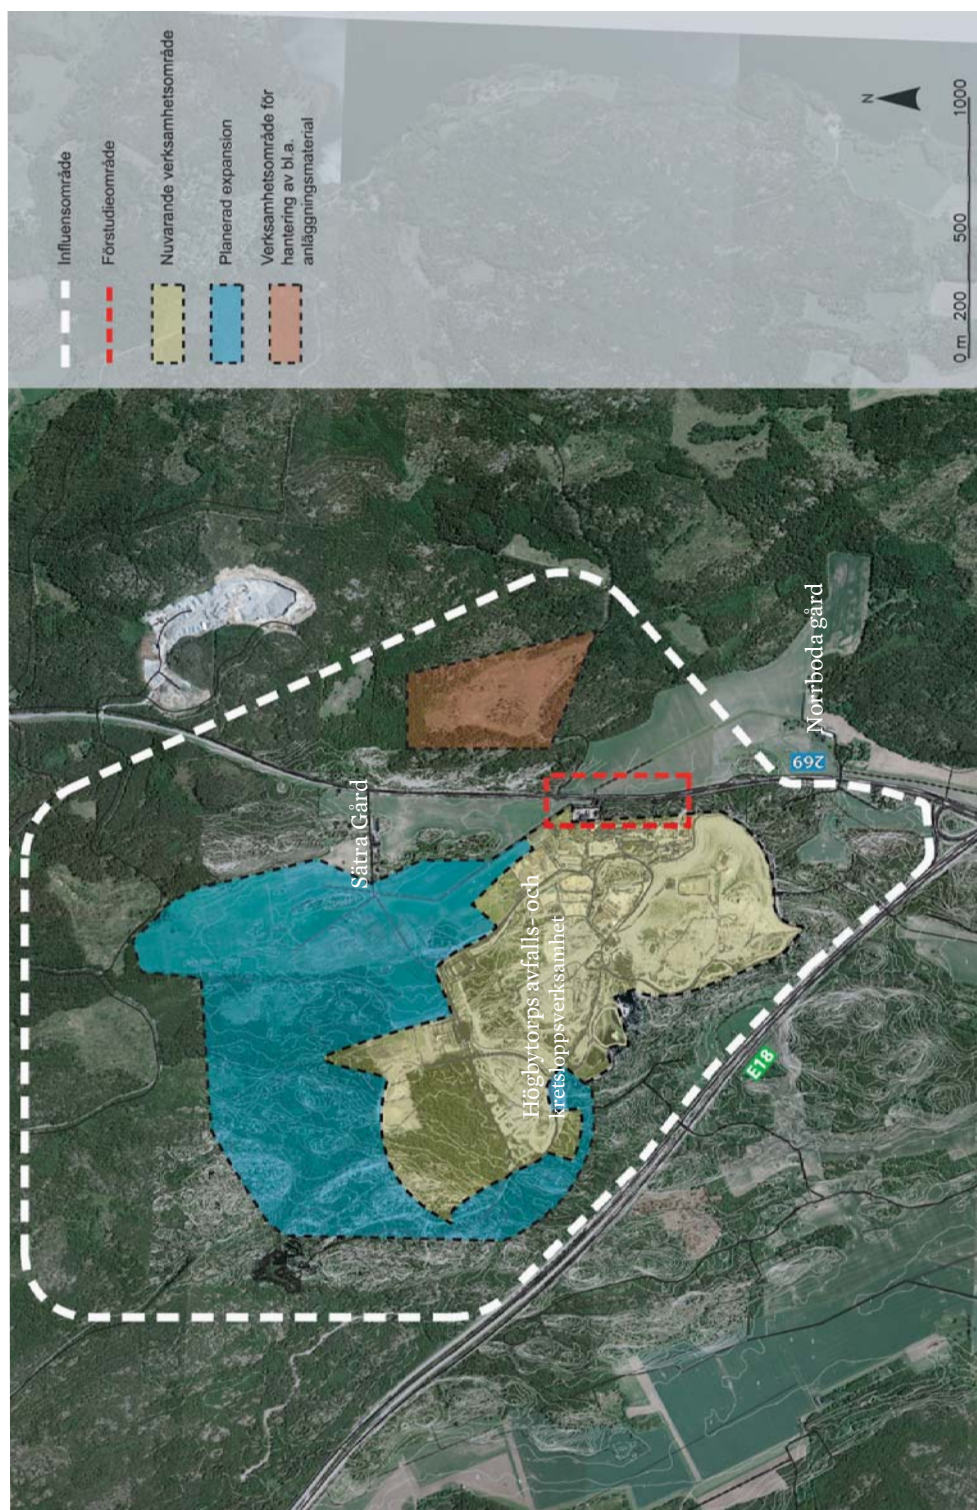 Influensområde
Förstudieområde
Nuvarande verksamhetsområde
Planerad expansion
Verksamhetsområde för
hantering av bl.a.
anläggningsmaterial
N
0 m 200 500 1000
Sätra Gård
Högbytorps avfalls- och
kretsloppsverksamhet
Norrboda gård
269
E18